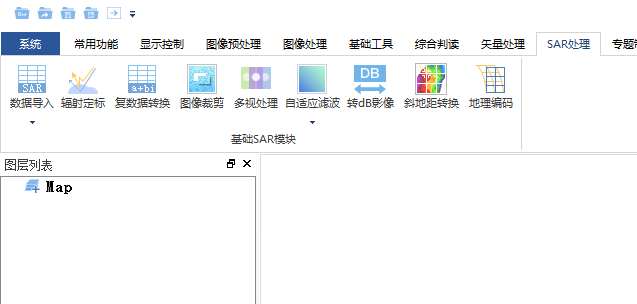 系统 常用功能 显示控制 图像预处理 图像处理 基础工具 综合判读 矢量处理 SAR处理 专题
SAR a+bi DB
数据导入 辐射定标 复数据转换 图像裁剪 多视处理 自适应滤波 转dB影像 斜地距转换 地理编码
基础SAR模块
图层列表
Map